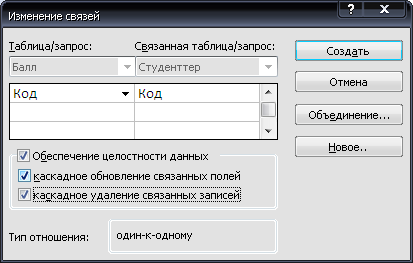 Изменение связей
Таблица/запрос: Связанная таблица/запрос:
Балл Студенттер
Код Код
Обеспечение целостности данных
каскадное обновление связанных полей
каскадное удаление связанных записей
Тип отношения: один-к-одному
Создать
Отмена
Объединение...
Новое..